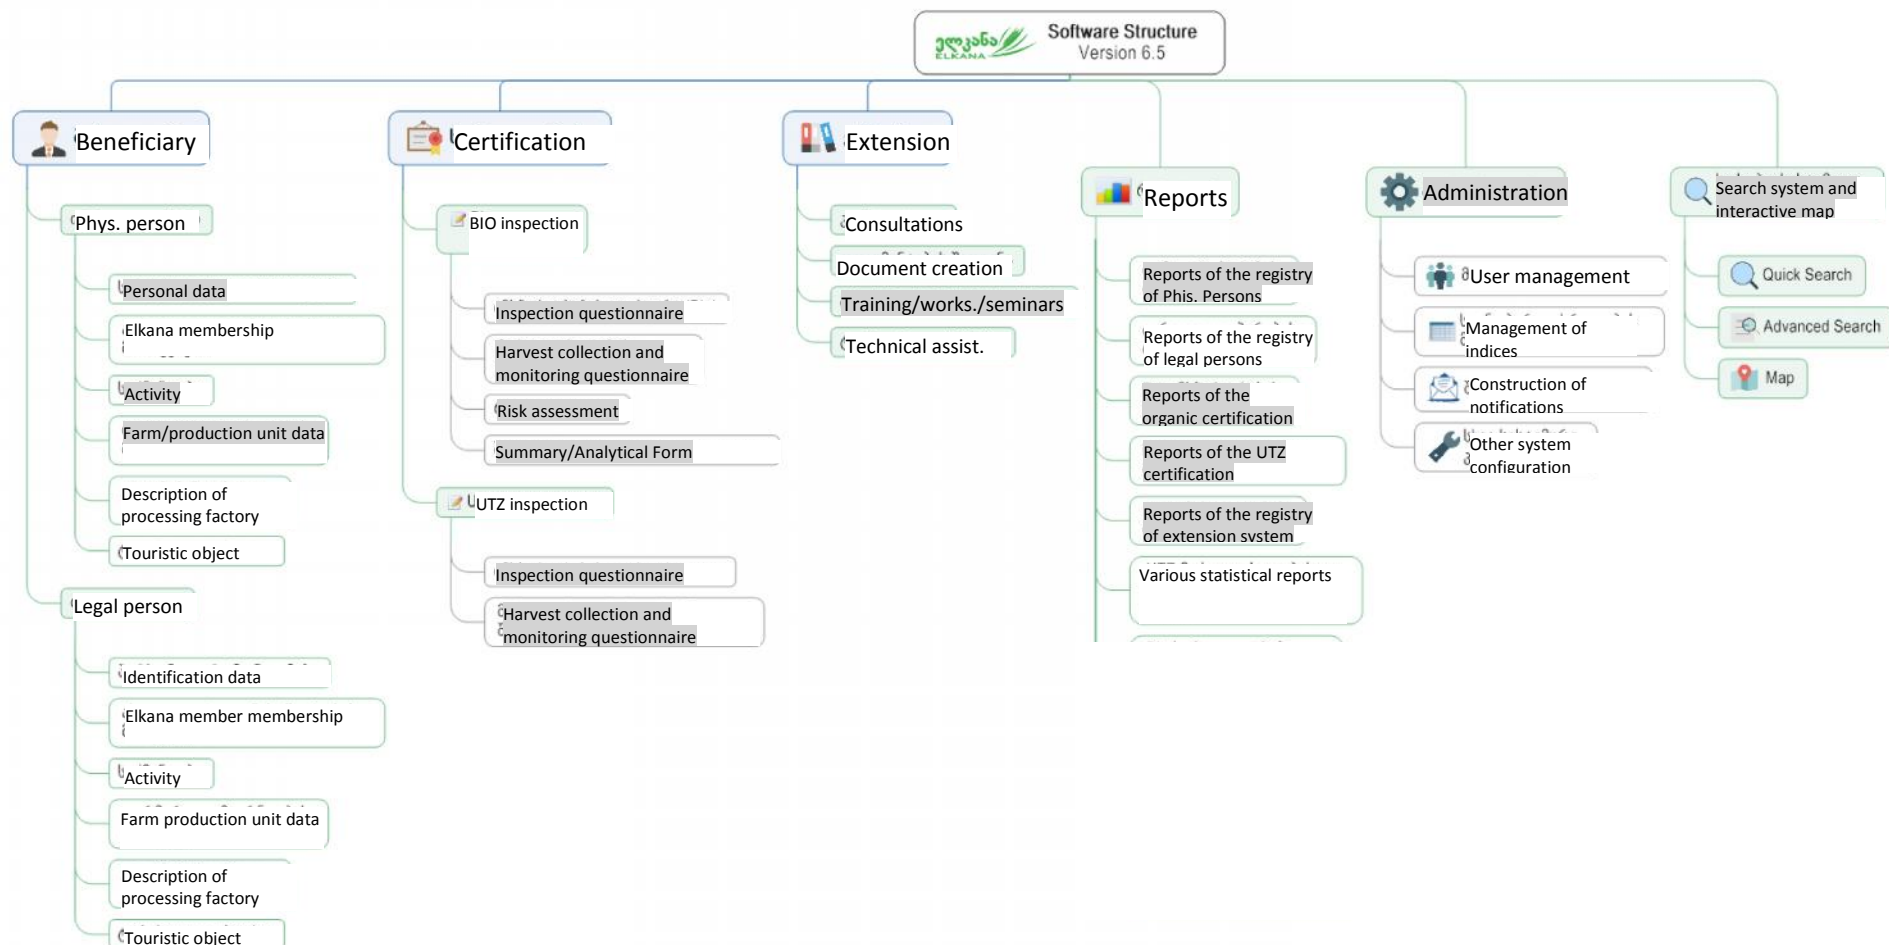 ელკანა
ELKANA
Software Structure
Version 6.5
Beneficiary
Phys. person
Personal data
Elkana membership
Activity
Farm/production unit data
Description of
processing factory
Touristic object
Legal person
Identification data
Elkana member membership
Activity
Farm production unit data
Description of
processing factory
Touristic object
Certification
BIO inspection
Inspection questionnaire
Harvest collection and
monitoring questionnaire
Risk assessment
Summary/Analytical Form
UTZ inspection
Inspection questionnaire
Harvest collection and
monitoring questionnaire
Extension
Consultations
Document creation
Training/works./seminars
Technical assist.
Reports
Reports of the registry
of Phis. Persons
Reports of the registry
of legal persons
Reports of the
organic certification
Reports of the UTZ
certification
Reports of the registry
of extension system
Various statistical reports
Administration
User management
Management of
indices
Construction of
notifications
Other system
configuration
Search system and
interactive map
Quick Search
Advanced Search
Map